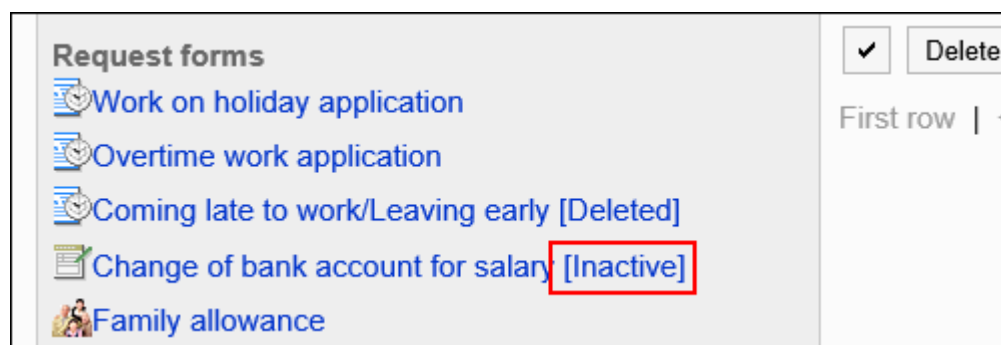 Request forms
Work on holiday application
Overtime work application
Coming late to work/Leaving early [Deleted]
Change of bank account for salary [Inactive]
Family allowance
Delete
First row |